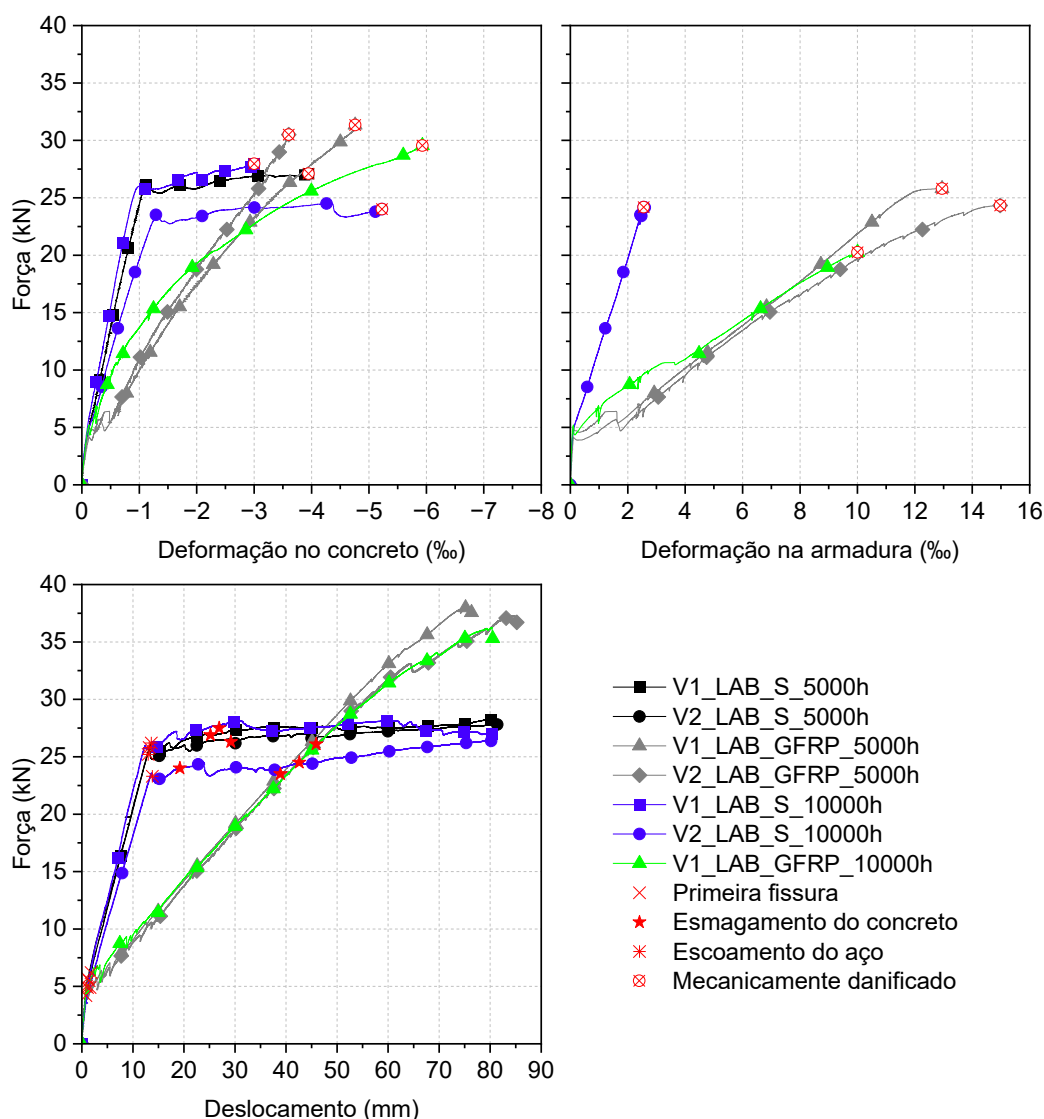 40
35
30
25
20
15
10
5
0
Força (kN)
0 −1 −2 −3 −4 −5 −6 −7 −8
Deformação no concreto (‰)
0 2 4 6 8 10 12 14 16
Deformação na armadura (‰)
40
35
30
25
20
15
10
5
0
Força (kN)
0 10 20 30 40 50 60 70 80 90
Deslocamento (mm)
V1_LAB_S_5000h
V2_LAB_S_5000h
V1_LAB_GFRP_5000h
V2_LAB_GFRP_5000h
V1_LAB_S_10000h
V2_LAB_S_10000h
V1_LAB_GFRP_10000h
Primeira fissura
Esmagamento do concreto
Escoamento do aço
Mecanicamente danificado